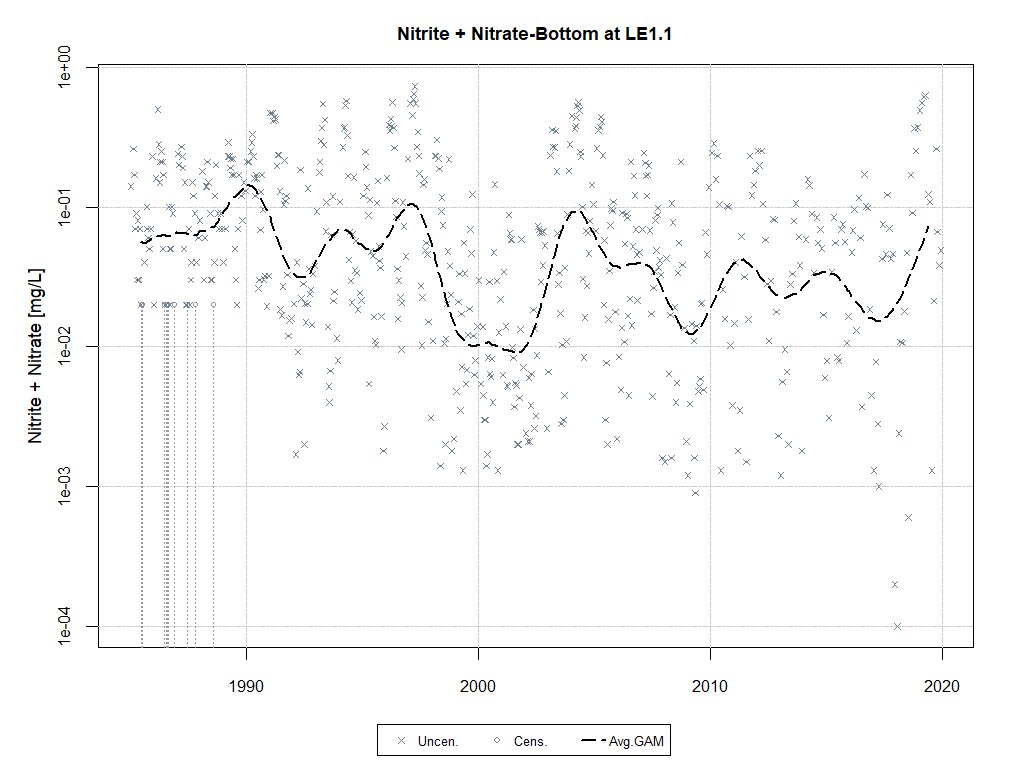 Nitrite + Nitrate-Bottom at LE1.1
Nitrite + Nitrate [mg/L]
1e+00
1e-01
1e-02
1e-03
1e-04
1990 2000 2010 2020
Uncen. Cens. Avg.GAM